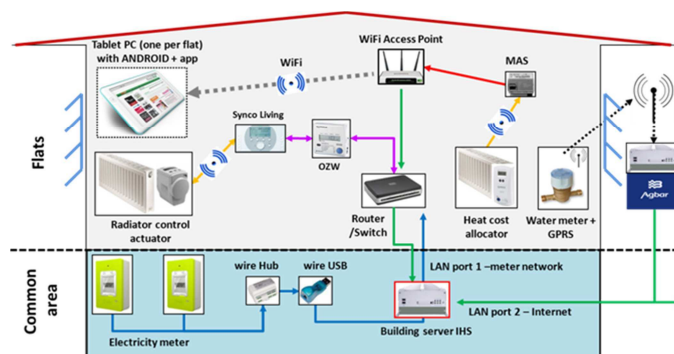 Tablet PC (one per flat)
with ANDROID + app
WiFi
WiFi Access Point
MAS
Synco Living
OZW
Flats
Radiator control
actuator
Router
/Switch
Heat cost
allocator
Water meter +
GPRS
Agbar
Common
area
wire Hub
wire USB
LAN port 1 –meter network
LAN port 2 – Internet
Electricity meter
Building server IHS